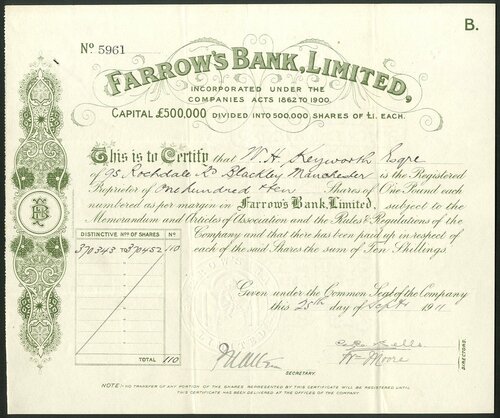 B.
No. 5961
FARROW'S BANK, LIMITED,
INCORPORATED UNDER THE
COMPANIES ACTS 1862 TO 1900.
CAPITAL £500,000 DIVIDED INTO 500,000 SHARES OF £1. EACH.
This is to Certify that W. H. Keyworth Esqre
of 95 Rochdale Rd Blackley Manchester is the Registered
Proprietor of One hundred & ten Shares of One Pound each
numbered as per margin on Farrow's Bank, Limited, subject to the
Memorandum and Articles of Association and the Rules & Regulations of the
Company and that there has been paid up in respect of
each of the said Shares the sum of Ten Shillings.
DISTINCTIVE Nos. OF SHARES No.
370343 TO 370452 110
TOTAL 110
Given under the Common Seal of the Company
this 25th day of Sept 1911
Wm Moore
DIRECTORS.
SECRETARY.
NOTE:- NO TRANSFER OF ANY PORTION OF THE SHARES REPRESENTED BY THIS CERTIFICATE WILL BE REGISTERED UNTIL
THIS CERTIFICATE HAS BEEN DELIVERED AT THE OFFICES OF THE COMPANY.